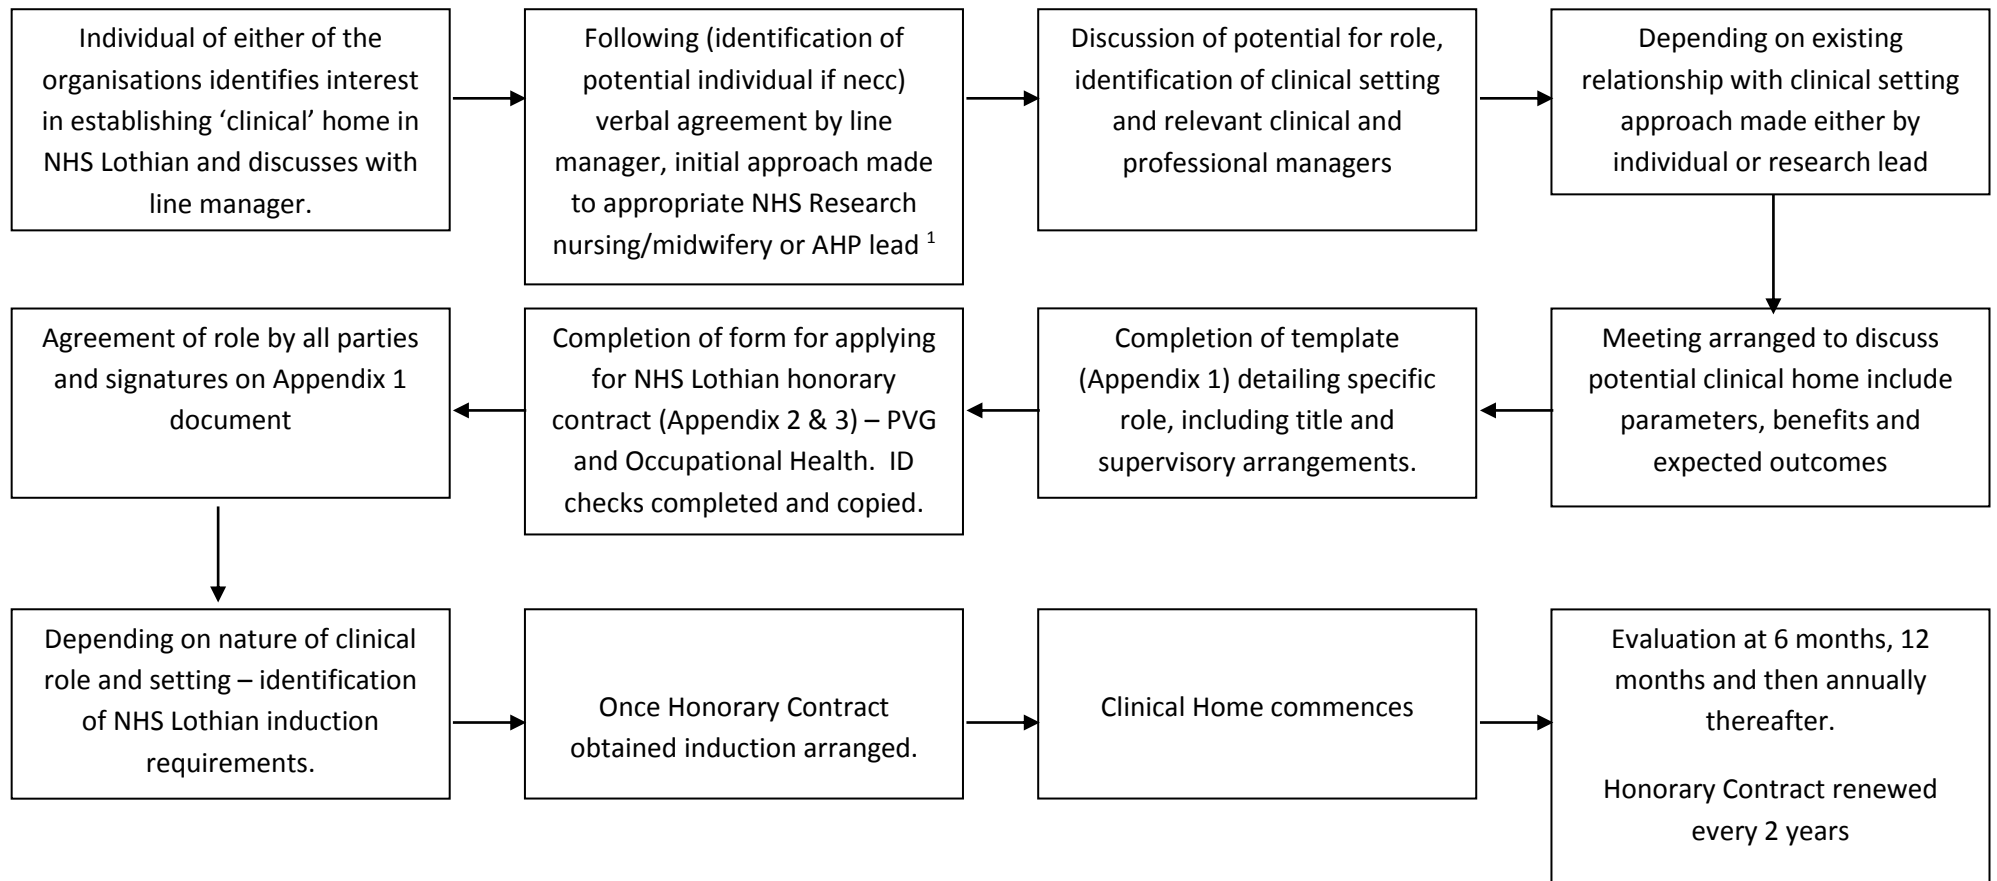 Individual of either of the
organisations identifies interest
in establishing ‘clinical’ home in
NHS Lothian and discusses with
line manager.
Following (identification of
potential individual if necc)
verbal agreement by line
manager, initial approach made
to appropriate NHS Research
nursing/midwifery or AHP lead 1
Discussion of potential for role,
identification of clinical setting
and relevant clinical and
professional managers
Depending on existing
relationship with clinical setting
approach made either by
individual or research lead
Meeting arranged to discuss
potential clinical home include
parameters, benefits and
expected outcomes
Completion of template
(Appendix 1) detailing specific
role, including title and
supervisory arrangements.
Completion of form for applying
for NHS Lothian honorary
contract (Appendix 2 & 3) – PVG
and Occupational Health.  ID
checks completed and copied.
Agreement of role by all parties
and signatures on Appendix 1
document
Depending on nature of clinical
role and setting – identification
of NHS Lothian induction
requirements.
Once Honorary Contract
obtained induction arranged.
Clinical Home commences
Evaluation at 6 months, 12
months and then annually
thereafter.
Honorary Contract renewed
every 2 years